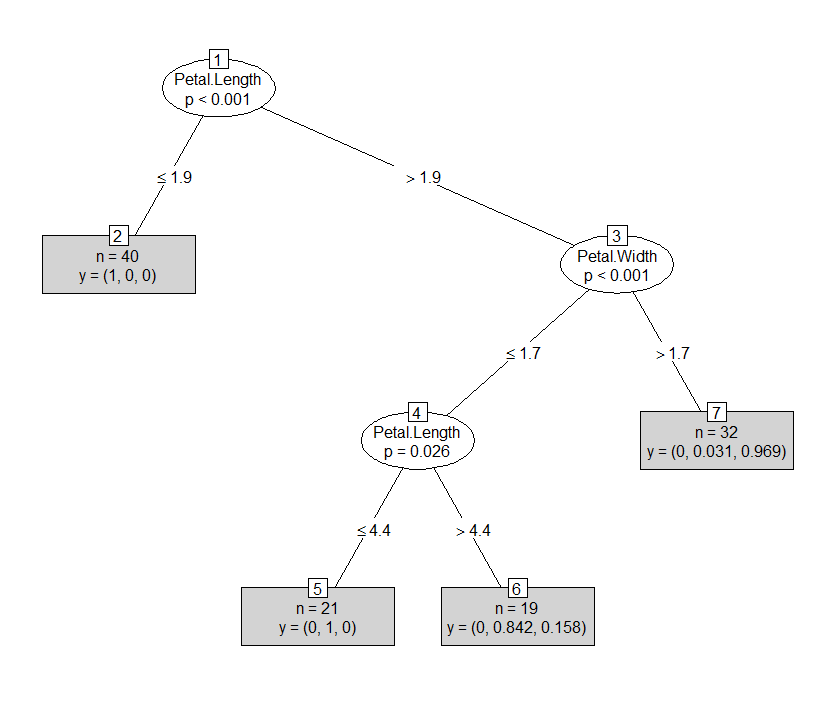 1
Petal.Length
p < 0.001
≤ 1.9
> 1.9
2
n = 40
y = (1, 0, 0)
3
Petal.Width
p < 0.001
≤ 1.7
> 1.7
4
Petal.Length
p = 0.026
7
n = 32
y = (0, 0.031, 0.969)
≤ 4.4
> 4.4
5
n = 21
y = (0, 1, 0)
6
n = 19
y = (0, 0.842, 0.158)